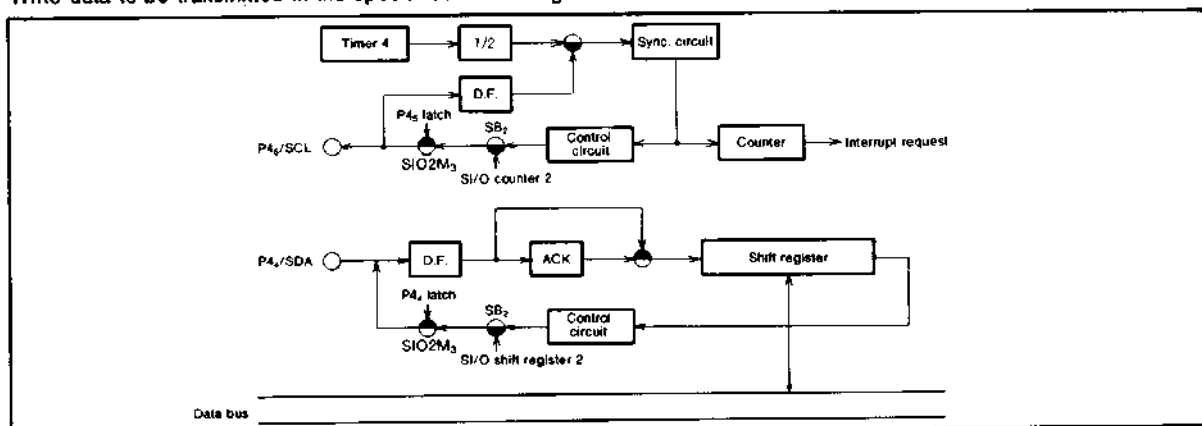 Timer 4
1/2
Sync. circuit
D.F.
P4₅ latch
SB₂
P4₅/SCL
Control circuit
Counter
Interrupt request
SIO2M₃
SI/O counter 2
P4₄/SDA
D.F.
ACK
Shift register
P4₄ latch
SB₂
Control circuit
SIO2M₃
SI/O shift register 2
Data bus